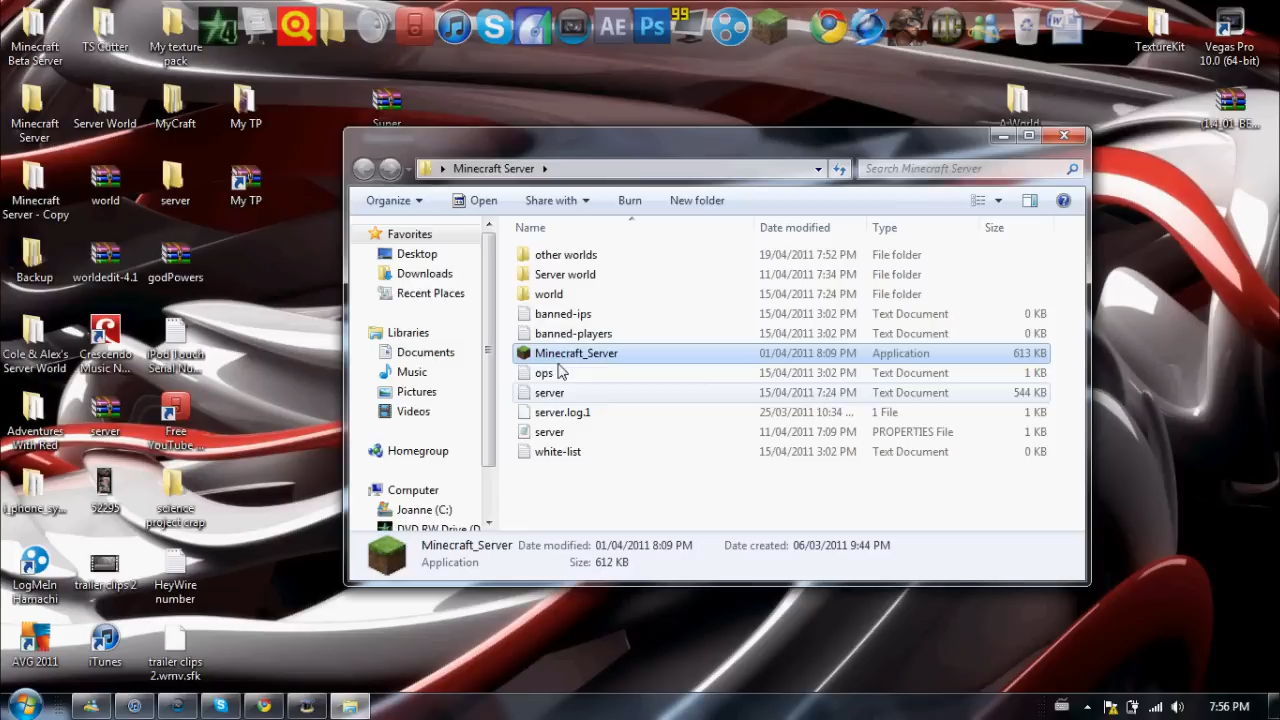 Minecraft Beta Server
TS Cutter
My texture pack
99
AE
Ps
TextureKit
Vegas Pro 10.0 (64-bit)
Minecraft Server
Server World
MyCraft
My TP
Super
A World
(1.4_01-BE...
Minecraft Server - Copy
world
server
My TP
Backup
worldedit-4.1
godPowers
Cole & Alex's Server World
Crescendo
iPod Touch Serial Nu...
Adventures With Red
server
Free YouTube ...
i_phone_sy...
52295
science project crap
LogMeIn Hamachi
trailer clips 2
HeyWire number
AVG 2011
iTunes
trailer clips 2.wmv.sfk
Minecraft Server
Search Minecraft Server
Organize
Open
Share with
Burn
New folder
Favorites
Desktop
Downloads
Recent Places
Libraries
Documents
Music
Pictures
Videos
Homegroup
Computer
Joanne (C:)
DVD RW Drive (D
Name Date modified Type Size
other worlds 19/04/2011 7:52 PM File folder
Server world 11/04/2011 7:34 PM File folder
world 15/04/2011 7:24 PM File folder
banned-ips 15/04/2011 3:02 PM Text Document 0 KB
banned-players 15/04/2011 3:02 PM Text Document 0 KB
Minecraft_Server 01/04/2011 8:09 PM Application 613 KB
ops 15/04/2011 3:02 PM Text Document 1 KB
server 15/04/2011 7:24 PM Text Document 544 KB
server.log.1 25/03/2011 10:34 ... 1 File 0 KB
server 11/04/2011 7:09 PM PROPERTIES File 1 KB
white-list 15/04/2011 3:02 PM Text Document 0 KB
Minecraft_Server Date modified: 01/04/2011 8:09 PM Date created: 06/03/2011 9:44 PM
Application Size: 612 KB
7:56 PM